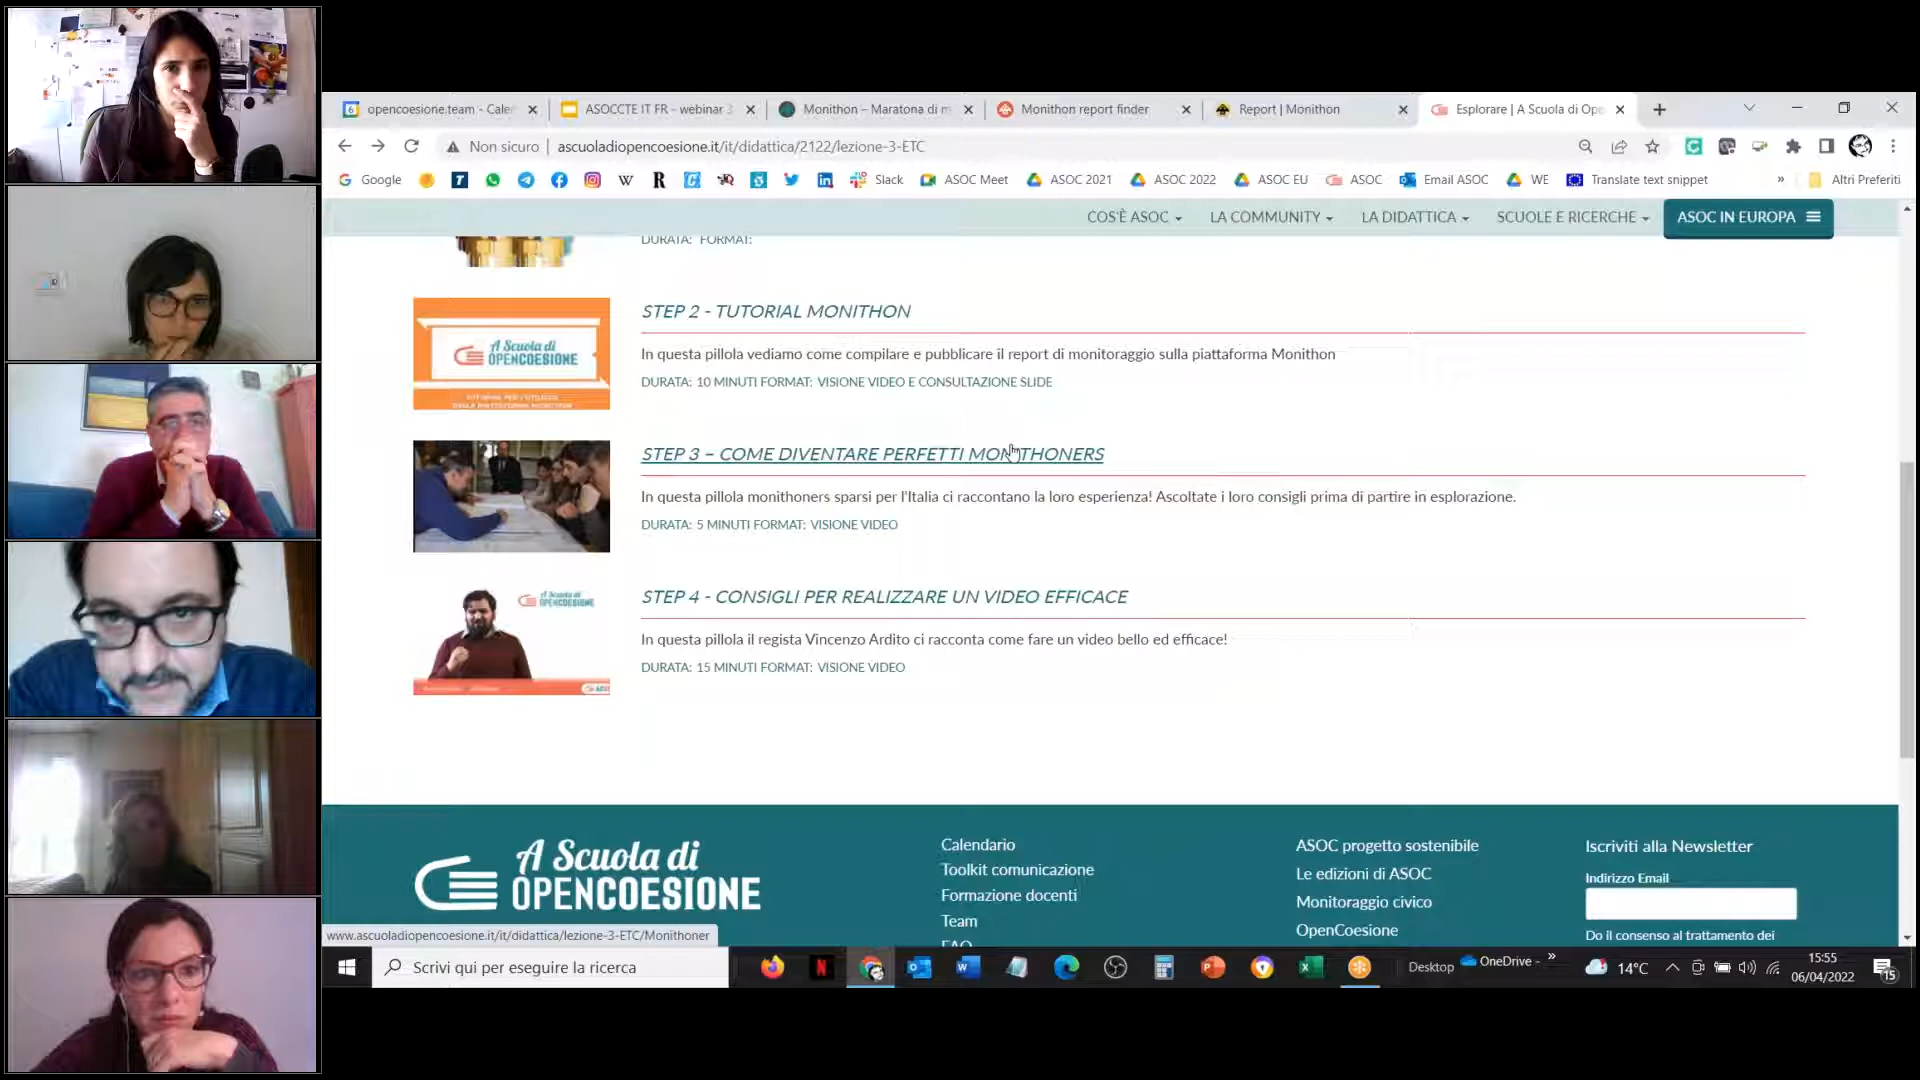 opencoesione.team - Cale
ASOCCTE IT FR - webinar 3
Monithon – Maratona di m
Monithon report finder
Report | Monithon
Esplorare | A Scuola di Ope
Non sicuro | ascuoladiopencoesione.it/it/didattica/2122/lezione-3-ETC
Google
Slack
ASOC Meet
ASOC 2021
ASOC 2022
ASOC EU
ASOC
Email ASOC
WE
Translate text snippet
»
Altri Preferiti
COS'È ASOC
LA COMMUNITY
LA DIDATTICA
SCUOLE E RICERCHE
ASOC IN EUROPA
DURATA: FORMAT:
STEP 2 - TUTORIAL MONITHON
In questa pillola vediamo come compilare e pubblicare il report di monitoraggio sulla piattaforma Monithon
DURATA: 10 MINUTI FORMAT: VISIONE VIDEO E CONSULTAZIONE SLIDE
A Scuola di
OPENCOESIONE
STEP 3 – COME DIVENTARE PERFETTI MONITHONERS
In questa pillola monithoners sparsi per l'Italia ci raccontano la loro esperienza! Ascoltate i loro consigli prima di partire in esplorazione.
DURATA: 5 MINUTI FORMAT: VISIONE VIDEO
STEP 4 - CONSIGLI PER REALIZZARE UN VIDEO EFFICACE
In questa pillola il regista Vincenzo Ardito ci racconta come fare un video bello ed efficace!
DURATA: 15 MINUTI FORMAT: VISIONE VIDEO
A Scuola di
OPENCOESIONE
A Scuola di
OPENCOESIONE
Calendario
Toolkit comunicazione
Formazione docenti
Team
FAQ
ASOC progetto sostenibile
Le edizioni di ASOC
Monitoraggio civico
OpenCoesione
Iscriviti alla Newsletter
Indirizzo Email
Do il consenso al trattamento dei
www.ascuoladiopencoesione.it/it/didattica/lezione-3-ETC/Monithoner
Scrivi qui per eseguire la ricerca
Desktop
OneDrive -
»
14°C
15:55
06/04/2022
15